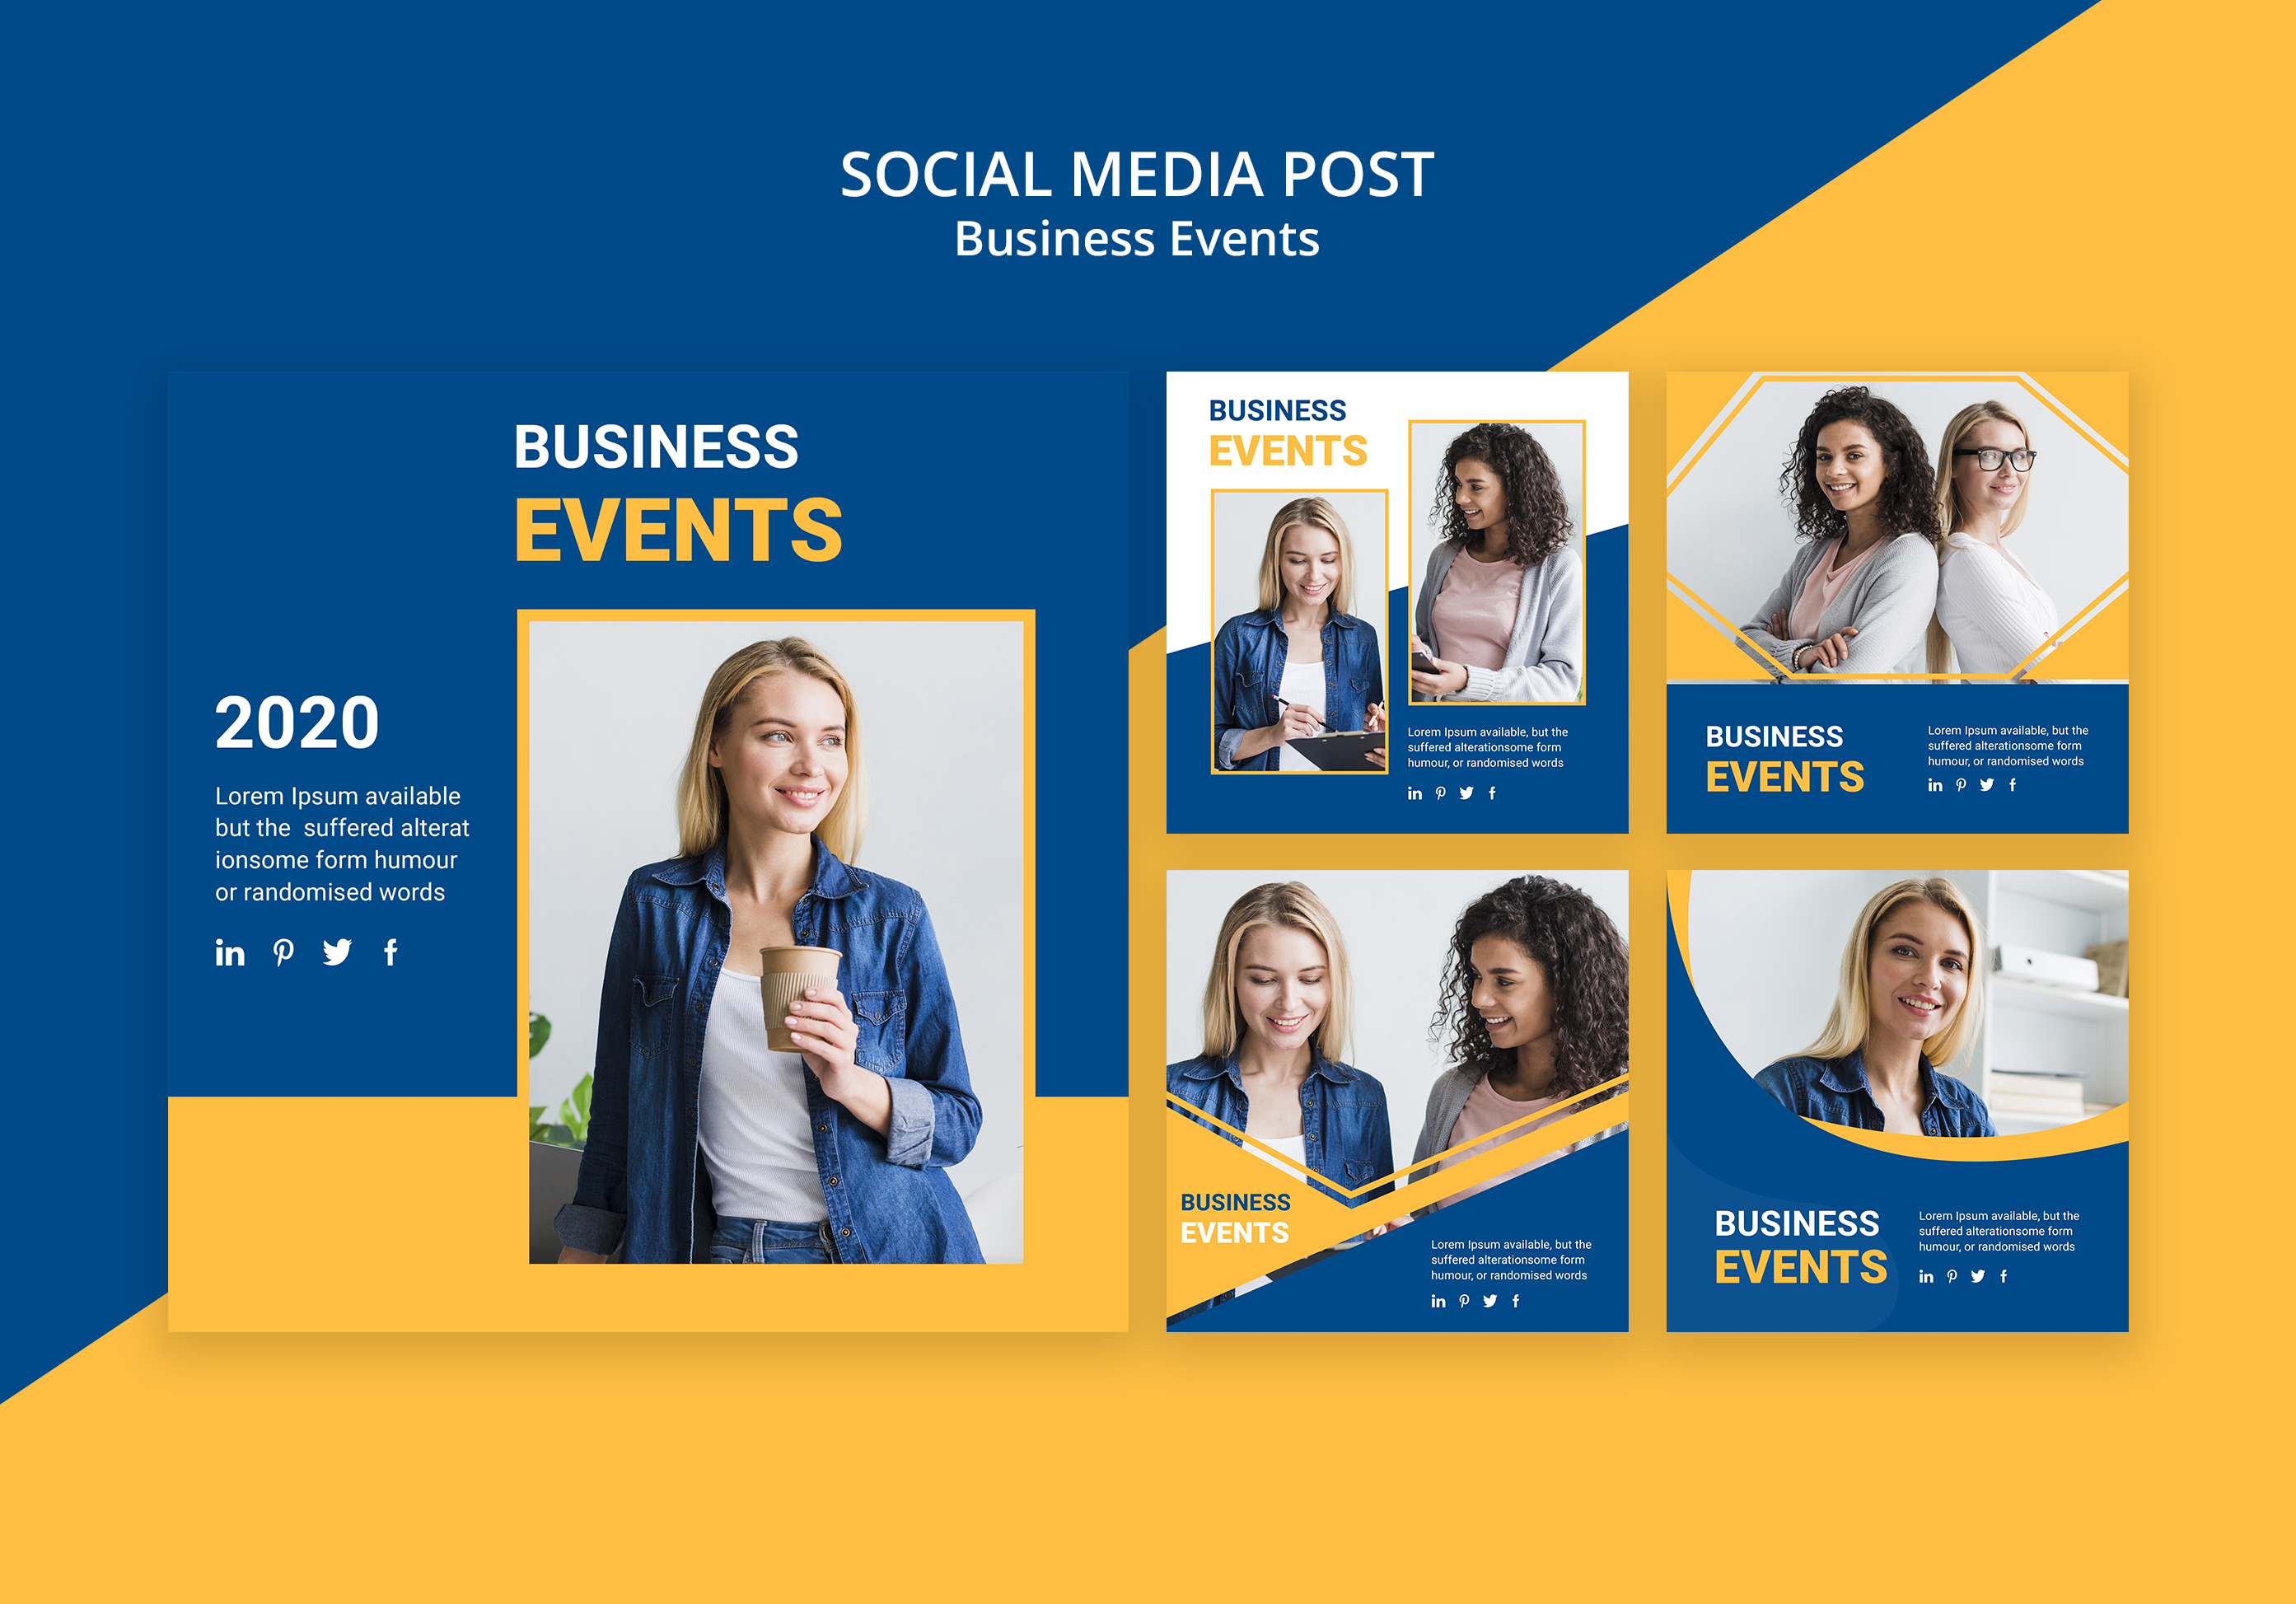 SOCIAL MEDIA POST
Business Events
BUSINESS
EVENTS
2020
Lorem Ipsum available
but the suffered alterat
ionsome form humour
or randomised words
BUSINESS
EVENTS
Lorem Ipsum available, but the
suffered alterationsome form
humour, or randomised words
BUSINESS
EVENTS
Lorem Ipsum available, but the
suffered alterationsome form
humour, or randomised words
BUSINESS
EVENTS
Lorem Ipsum available, but the
suffered alterationsome form
humour, or randomised words
BUSINESS
EVENTS
Lorem Ipsum available, but the
suffered alterationsome form
humour, or randomised words